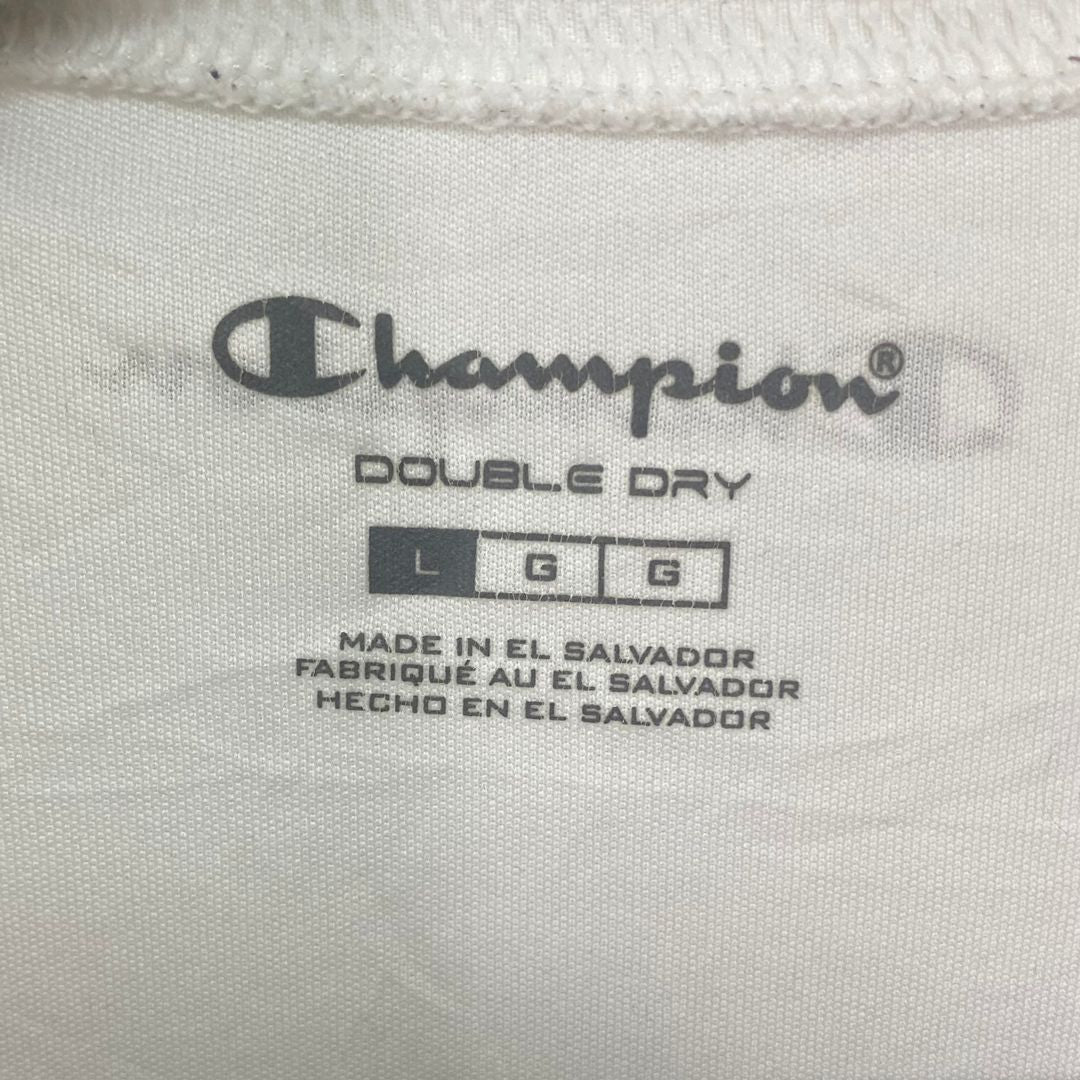 Champion®
DOUBLE DRY
L G G
MADE IN EL SALVADOR
FABRIQUÉ AU EL SALVADOR
HECHO EN EL SALVADOR